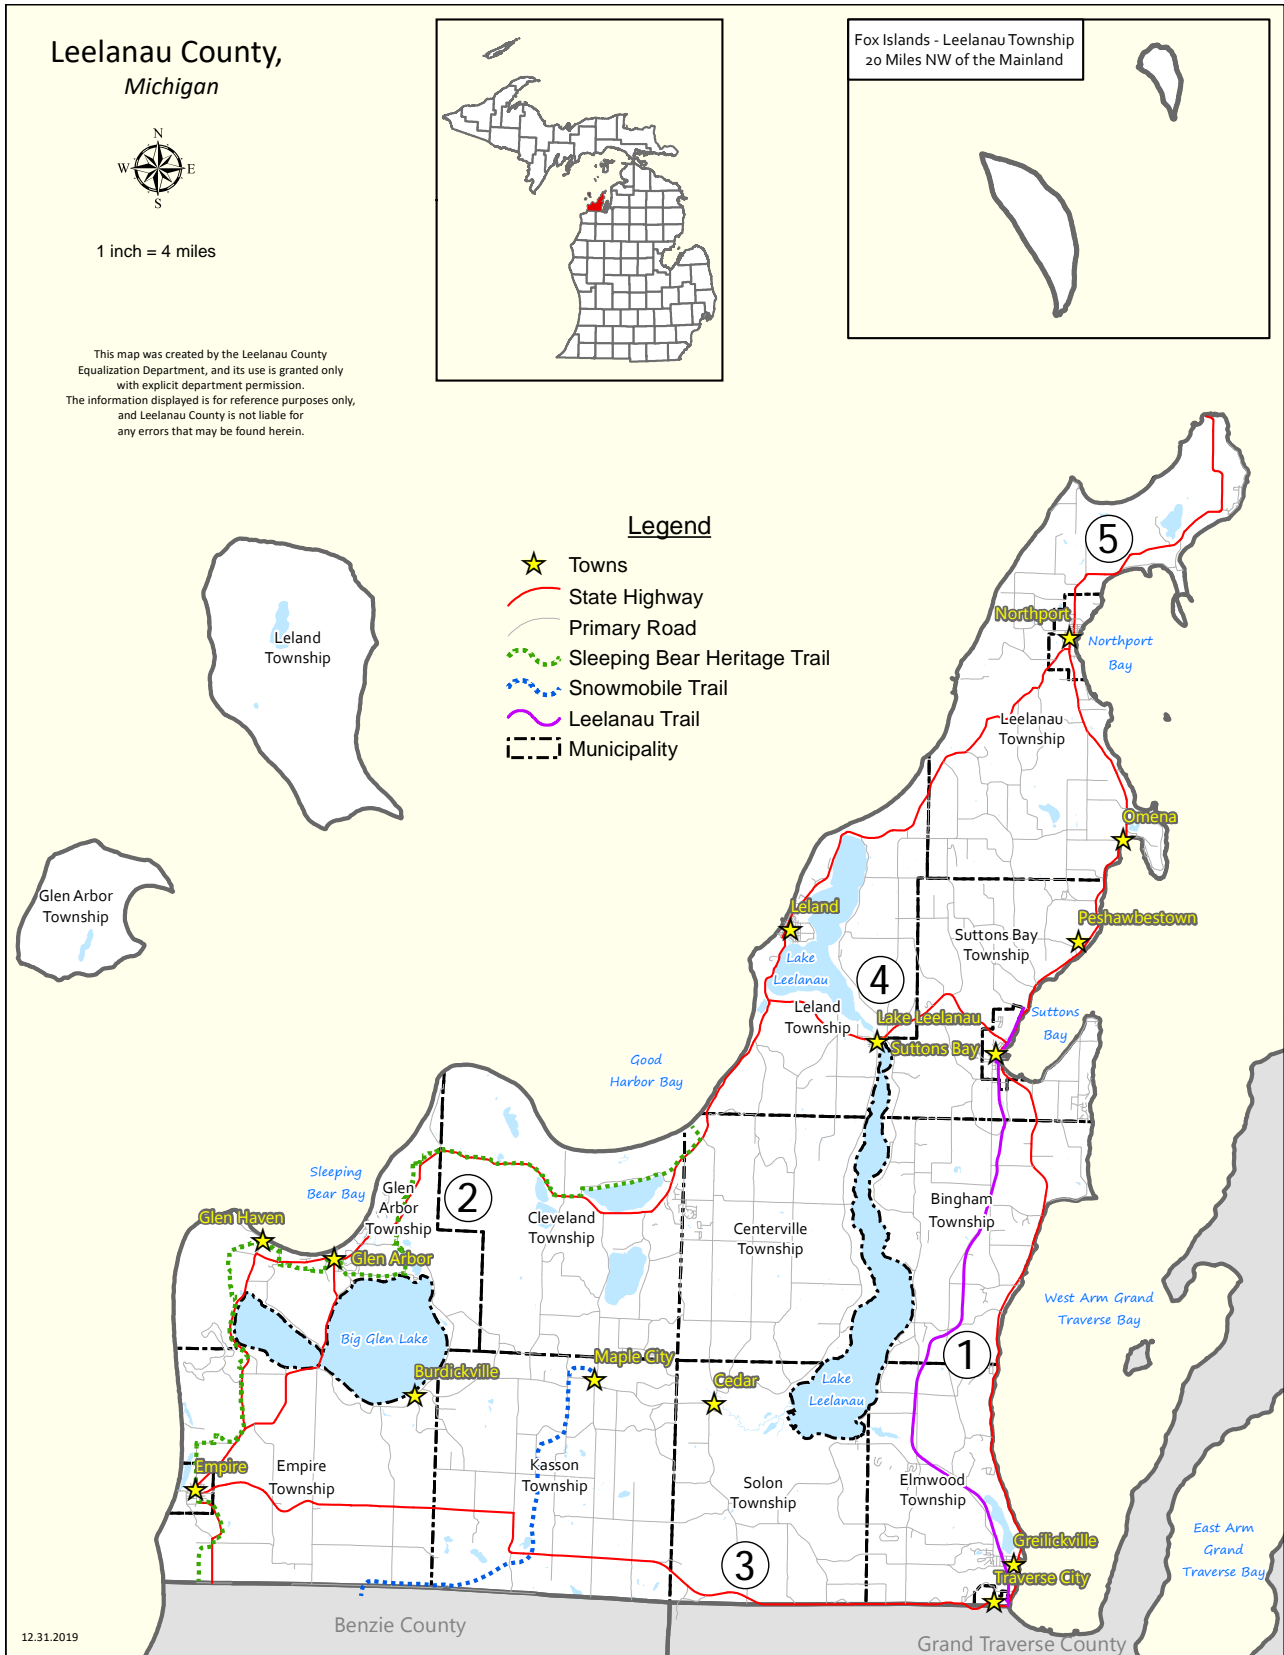 Leelanau County,
Michigan
N
W
E
S
1 inch = 4 miles
This map was created by the Leelanau County
Equalization Department, and its use is granted only
with explicit department permission.
The information displayed is for reference purposes only,
and Leelanau County is not liable for
any errors that may be found herein.
Fox Islands - Leelanau Township
20 Miles NW of the Mainland
Legend
Towns
State Highway
Primary Road
Sleeping Bear Heritage Trail
Snowmobile Trail
Leelanau Trail
Municipality
5
Northport
Northport
Bay
Leland
Township
Leelanau
Township
Omena
Glen Arbor
Township
Leland
Peshawbestown
Suttons Bay
Township
Lake
Leelanau
4
Leland
Township
Lake Leelanau
Suttons
Bay
Suttons Bay
Good
Harbor Bay
Sleeping
Bear Bay
Glen
Arbor
Township
2
Cleveland
Township
Centerville
Township
Bingham
Township
Glen Haven
Glen Arbor
West Arm Grand
Traverse Bay
Big Glen Lake
1
Burdickville
Maple City
Cedar
Lake
Leelanau
Empire
Empire
Township
Kasson
Township
Solon
Township
Elmwood
Township
3
Greilickville
Traverse City
East Arm
Grand
Traverse Bay
Benzie County
Grand Traverse County
12.31.2019